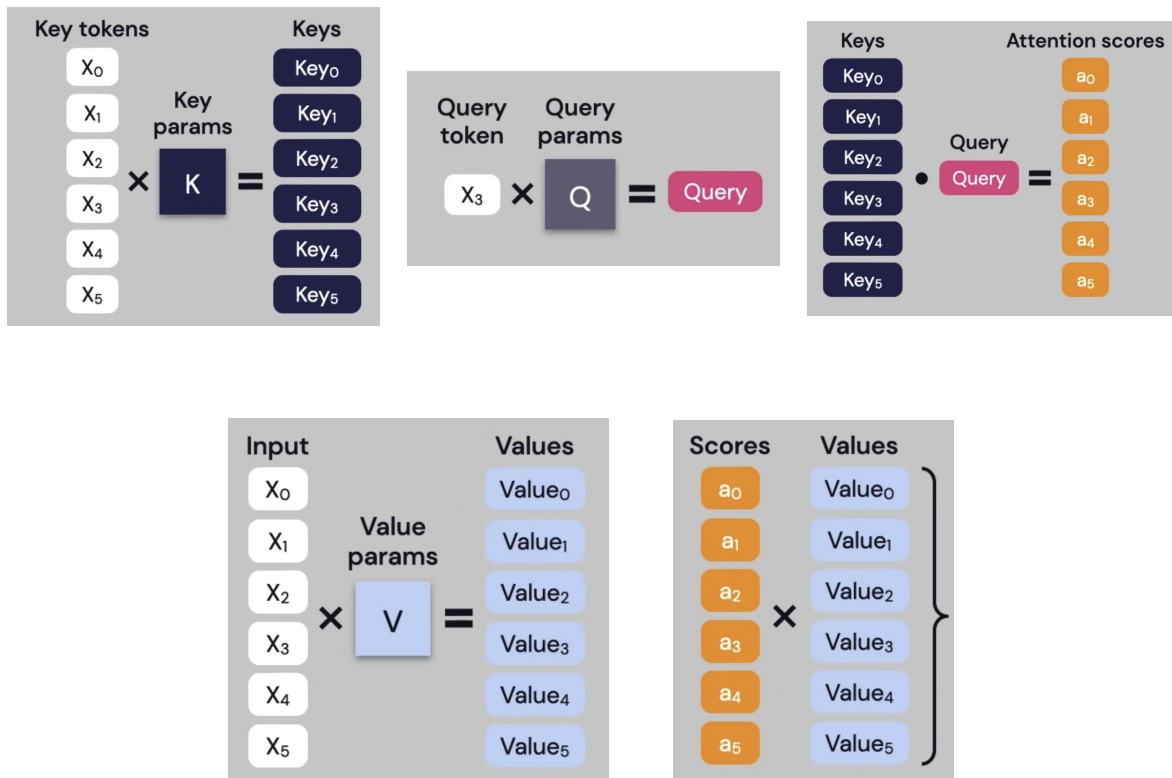 Key tokens
Keys
X₀
X₁
X₂
X₃
X₄
X₅
×
Key
params
K
=
Key₀
Key₁
Key₂
Key₃
Key₄
Key₅
Query
token
Query
params
X₃ × Q = Query
Keys
Attention scores
Key₀
Key₁
Key₂
Key₃
Key₄
Key₅
•
Query
Query
=
a₀
a₁
a₂
a₃
a₄
a₅
Input
Values
X₀
X₁
X₂
X₃
X₄
X₅
×
Value
params
V
=
Value₀
Value₁
Value₂
Value₃
Value₄
Value₅
Scores
Values
a₀
a₁
a₂
a₃
a₄
a₅
×
Value₀
Value₁
Value₂
Value₃
Value₄
Value₅
}